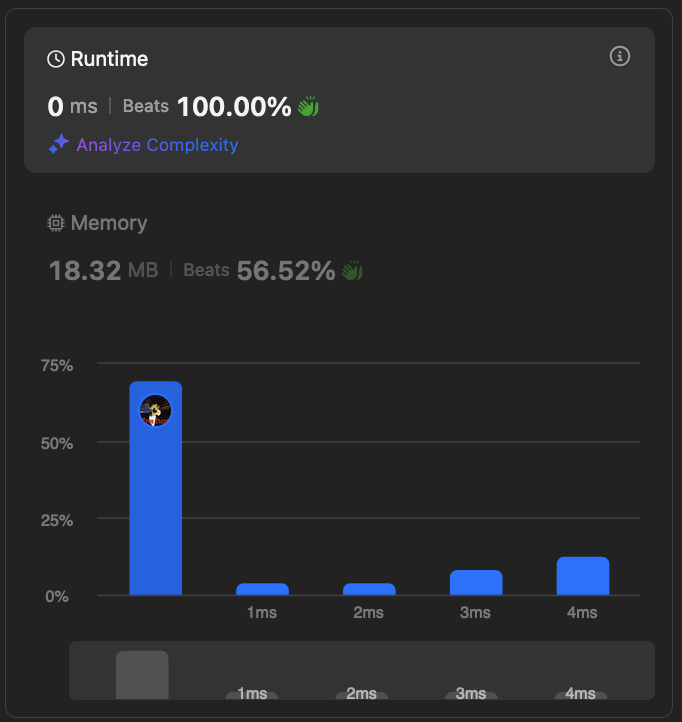 Runtime
0 ms | Beats 100.00%
Analyze Complexity
Memory
18.32 MB | Beats 56.52%
75%
50%
25%
0%
1ms 2ms 3ms 4ms
1ms 2ms 3ms 4ms